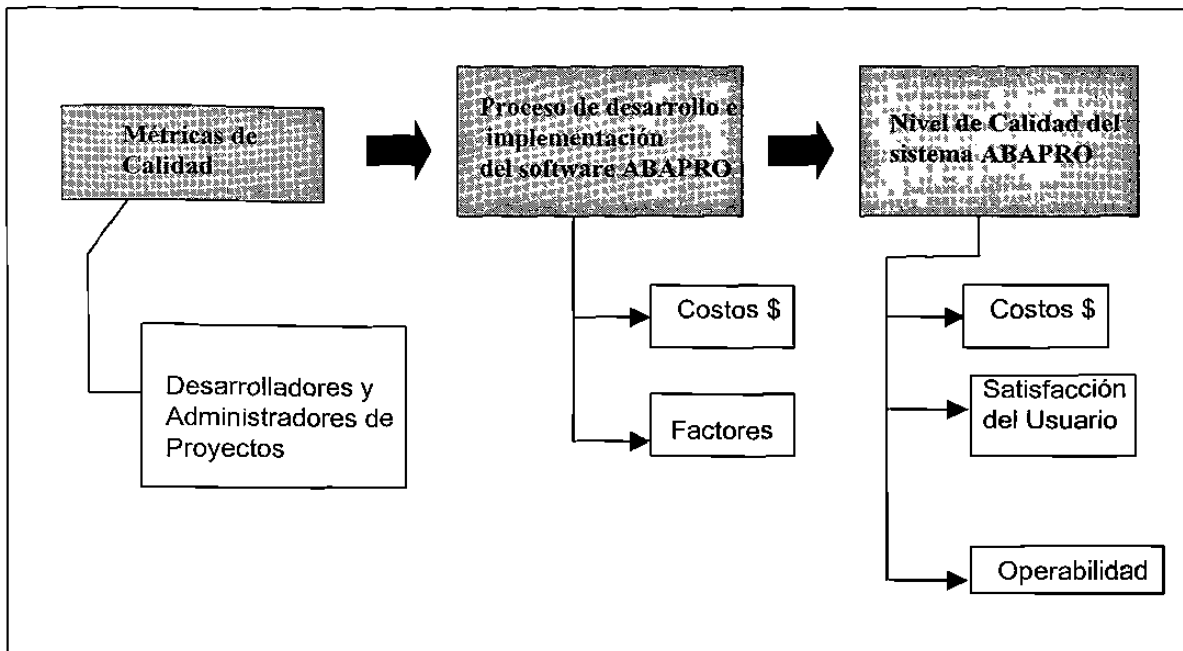 Métricas de
Calidad
Proceso de desarrollo e
implementación
del software ABAPRO
Nivel de Calidad del
sistema ABAPRO
Desarrolladores y
Administradores de
Proyectos
Costos $
Factores
Costos $
Satisfacción
del Usuario
Operabilidad